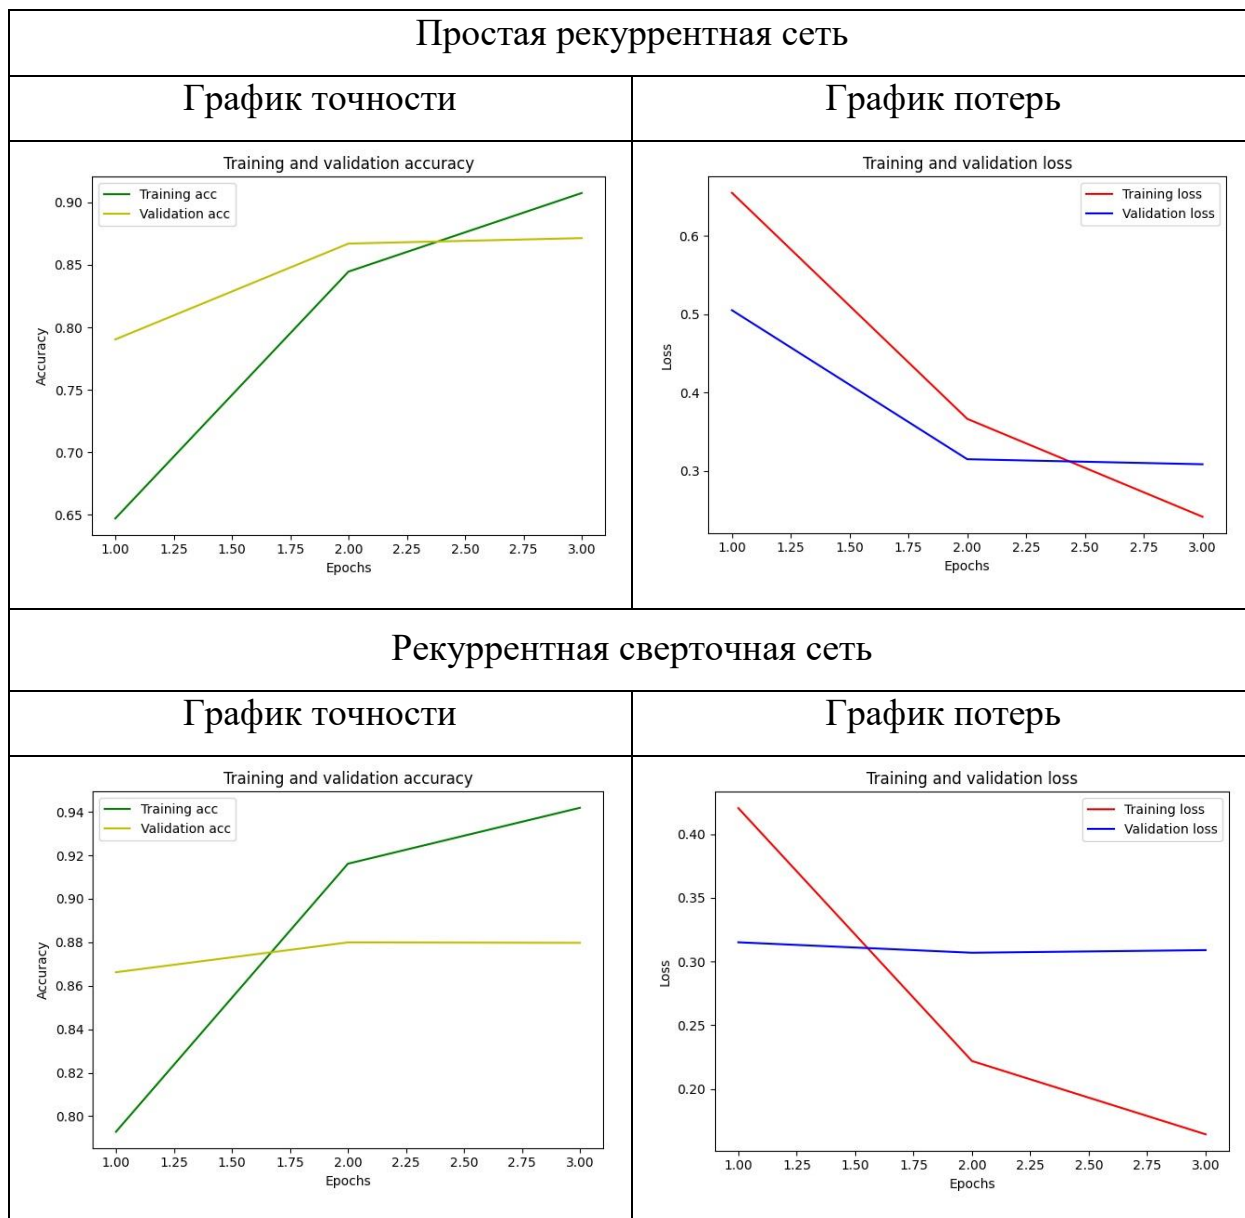 Простая рекуррентная сеть
График точности
График потерь
Training and validation accuracy
Training acc
Validation acc
0.90
0.85
0.80
0.75
0.70
0.65
Accuracy
1.00 1.25 1.50 1.75 2.00 2.25 2.50 2.75 3.00
Epochs
Training and validation loss
Training loss
Validation loss
0.6
0.5
0.4
0.3
Loss
1.00 1.25 1.50 1.75 2.00 2.25 2.50 2.75 3.00
Epochs
Рекуррентная сверточная сеть
График точности
График потерь
Training and validation accuracy
Training acc
Validation acc
0.94
0.92
0.90
0.88
0.86
0.84
0.82
0.80
Accuracy
1.00 1.25 1.50 1.75 2.00 2.25 2.50 2.75 3.00
Epochs
Training and validation loss
Training loss
Validation loss
0.40
0.35
0.30
0.25
0.20
Loss
1.00 1.25 1.50 1.75 2.00 2.25 2.50 2.75 3.00
Epochs